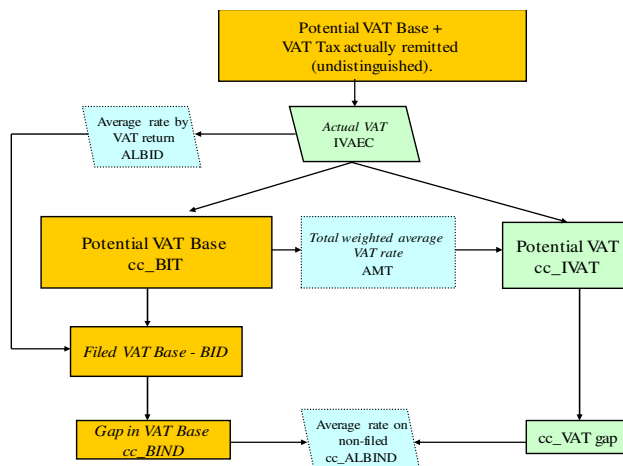 Potential VAT Base +
VAT Tax actually remitted
(undistinguished).
Average rate by
VAT return
ALBID
Actual VAT
IVAEC
Potential VAT Base
cc_BIT
Total weighted average
VAT rate
AMT
Potential VAT
cc_IVAT
Filed VAT Base - BID
Gap in VAT Base
cc_BIND
Average rate on
non-filed
cc_ALBIND
cc_VAT gap